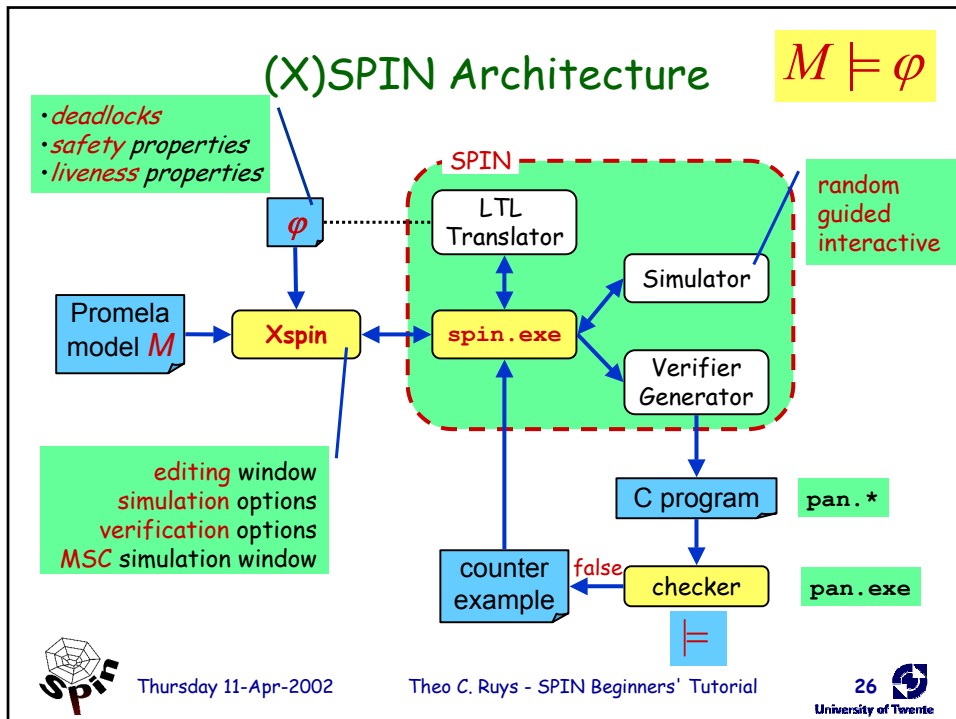 (X)SPIN Architecture
M |= φ
•deadlocks
•safety properties
•liveness properties
SPIN
random
guided
interactive
φ
LTL
Translator
Simulator
Promela
model M
Xspin
spin.exe
Verifier
Generator
editing window
simulation options
verification options
MSC simulation window
C program
pan.*
counter
example
false
checker
pan.exe
|=
Spin
Thursday 11-Apr-2002
Theo C. Ruys - SPIN Beginners' Tutorial
26
University of Twente